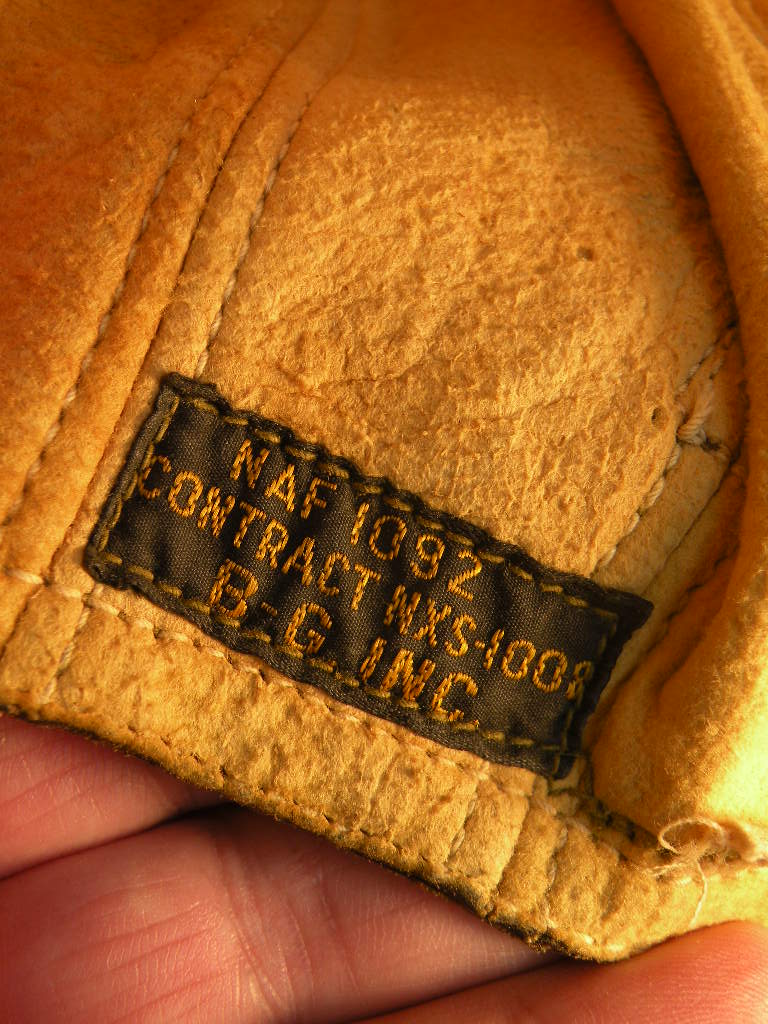 NAF 1092
CONTRACT NXS-1008
B-G. INC